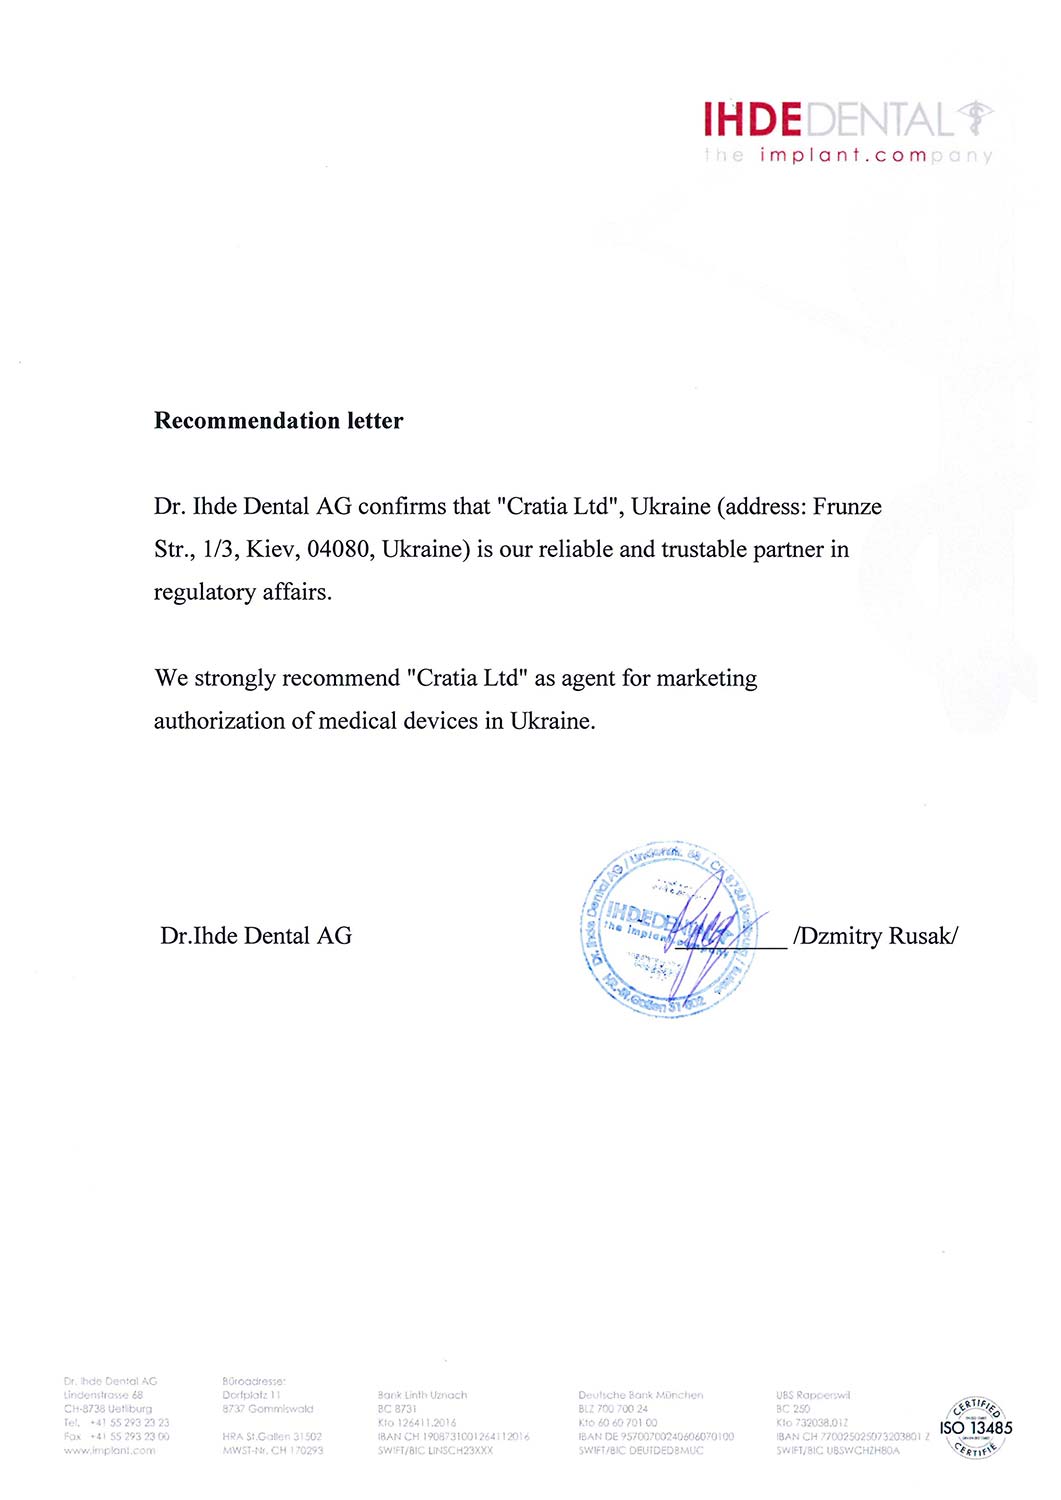 IHDEDENTAL
the implant.company
Recommendation letter
Dr. Ihde Dental AG confirms that "Cratia Ltd", Ukraine (address: Frunze
Str., 1/3, Kiev, 04080, Ukraine) is our reliable and trustable partner in
regulatory affairs.
We strongly recommend "Cratia Ltd" as agent for marketing
authorization of medical devices in Ukraine.
Dr.Ihde Dental AG
Dr. Ihde Dental AG / Lindenstr. 68 / CH-8738
IHDEDENTAL
the implant.company
HR.-St.Gallen
/Dzmitry Rusak/
Dr. Ihde Dental AG
Lindenstrasse 68
CH-8738 Uetliburg
Tel. +41 55 293 23 23
Fax +41 55 293 23 00
www.implant.com
Büroadresse:
Dorfplatz 11
8737 Gommiswald
HRA St.Gallen 31502
MWST-Nr. CH 170293
Bank Linth Uznach
BC 8731
Kto 126411.2016
IBAN CH 1908731001264112016
SWIFT/BIC LINSCH23XXX
Deutsche Bank München
BLZ 700 700 24
Kto 60 60 701 00
IBAN DE 95700700240606070100
SWIFT/BIC DEUTDEDBMUC
UBS Rapperswil
BC 250
Kto 732038.01Z
IBAN CH 770025025073203801 Z
SWIFT/BIC UBSWCHZH80A
CERTIFIED
ISO 13485
CERTIFIE